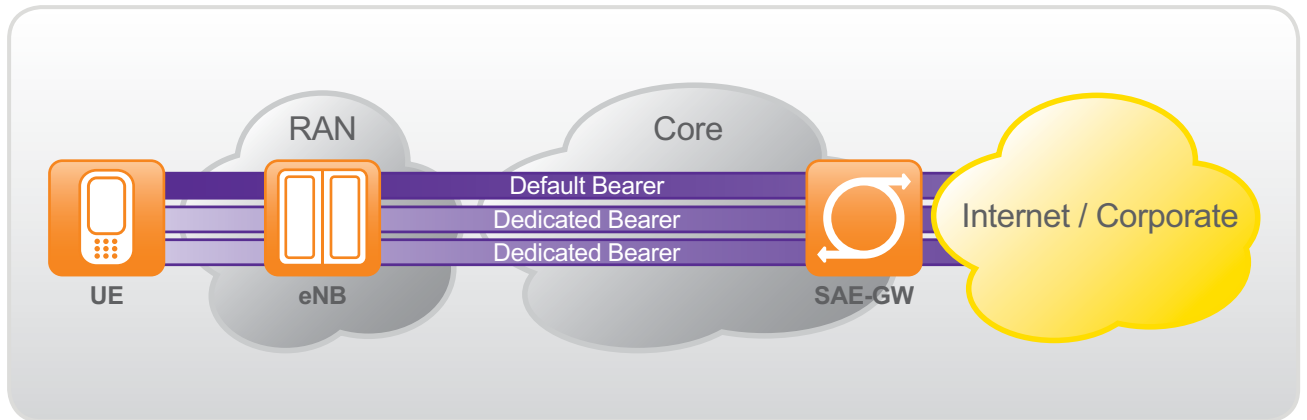 RAN
Core
Default Bearer
Dedicated Bearer
Internet / Corporate
Dedicated Bearer
UE
eNB
SAE-GW